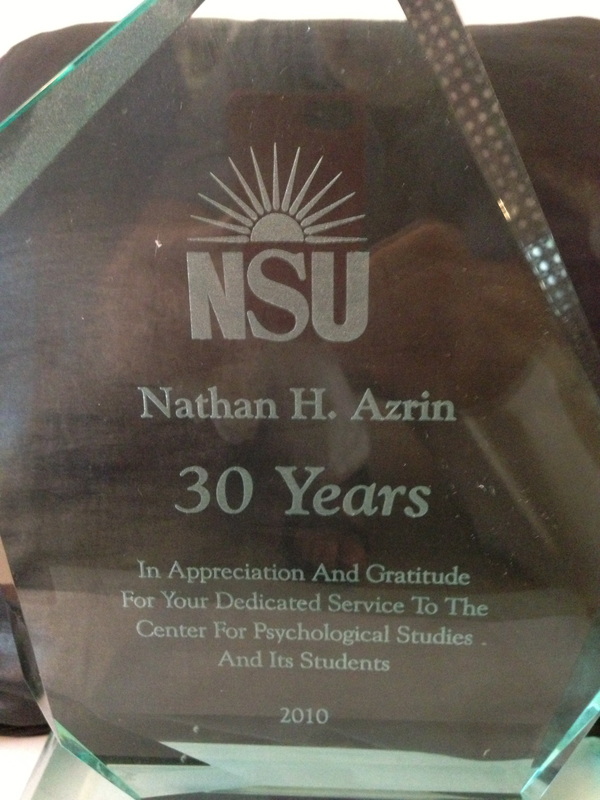 NSU
Nathan H. Azrin
30 Years
In Appreciation And Gratitude
For Your Dedicated Service To The
Center For Psychological Studies
And Its Students
2010